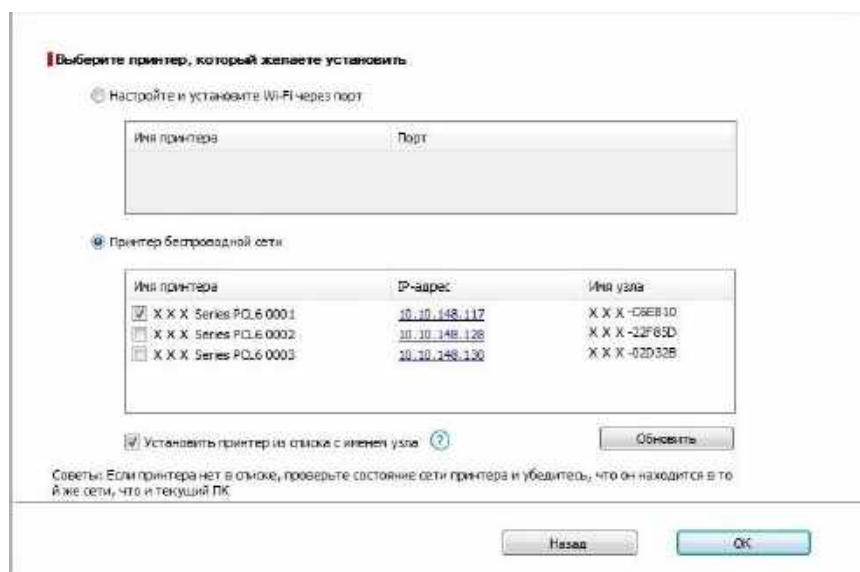 Выберите принтер, который желаете установить
Настройте и установите Wi-Fi через порт
Имя принтера Порт
Принтер беспроводной сети
Имя принтера IP-адрес Имя узла
X X X Series PCL6 0001 10.10.148.117 X X X -C6EB10
X X X Series PCL6 0002 10.10.148.128 X X X -22F85D
X X X Series PCL6 0003 10.10.148.130 X X X -02D32B
Установить принтер из списка с именем узла ?
Обновить
Советы: Если принтера нет в списке, проверьте состояние сети принтера и убедитесь, что он находится в то
й же сети, что и текущий ПК
Назад OK